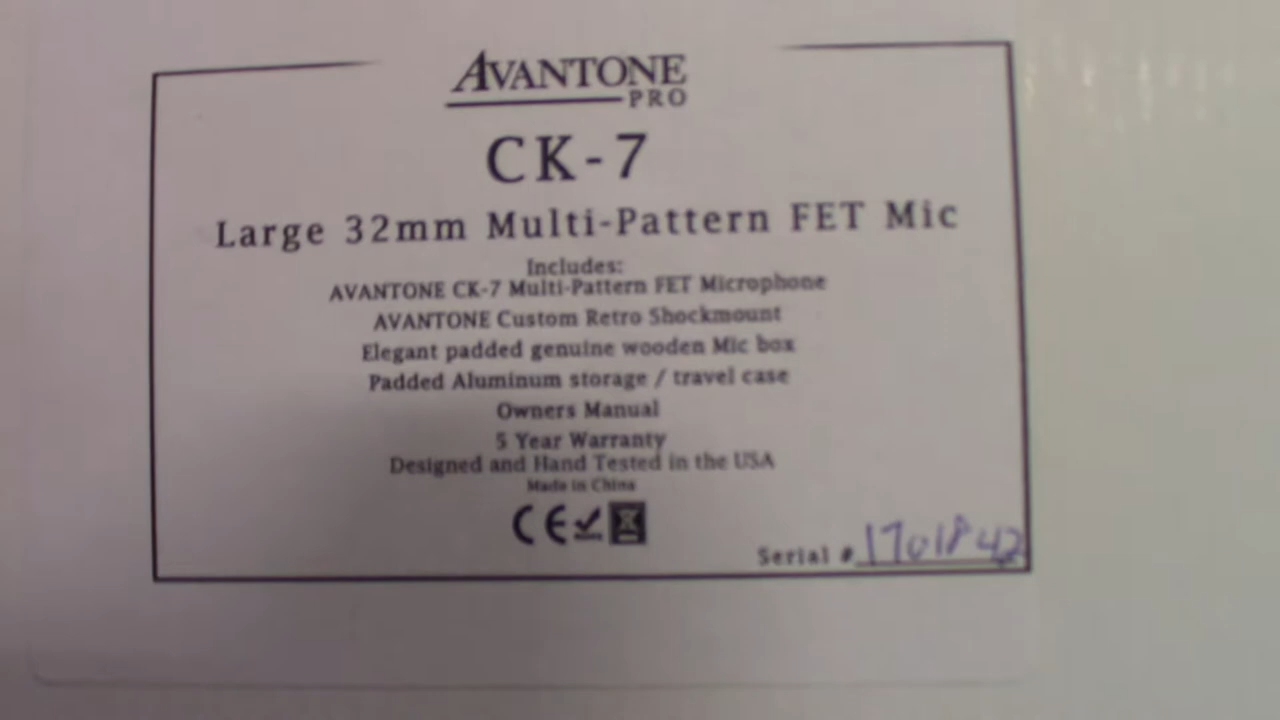 AVANTONE
PRO
CK-7
Large 32mm Multi-Pattern FET Mic
Includes:
AVANTONE CK-7 Multi-Pattern FET Microphone
AVANTONE Custom Retro Shockmount
Elegant padded genuine wooden Mic box
Padded Aluminum storage / travel case
Owners Manual
5 Year Warranty
Designed and Hand Tested in the USA
Made in China
CE
Serial # 1701842